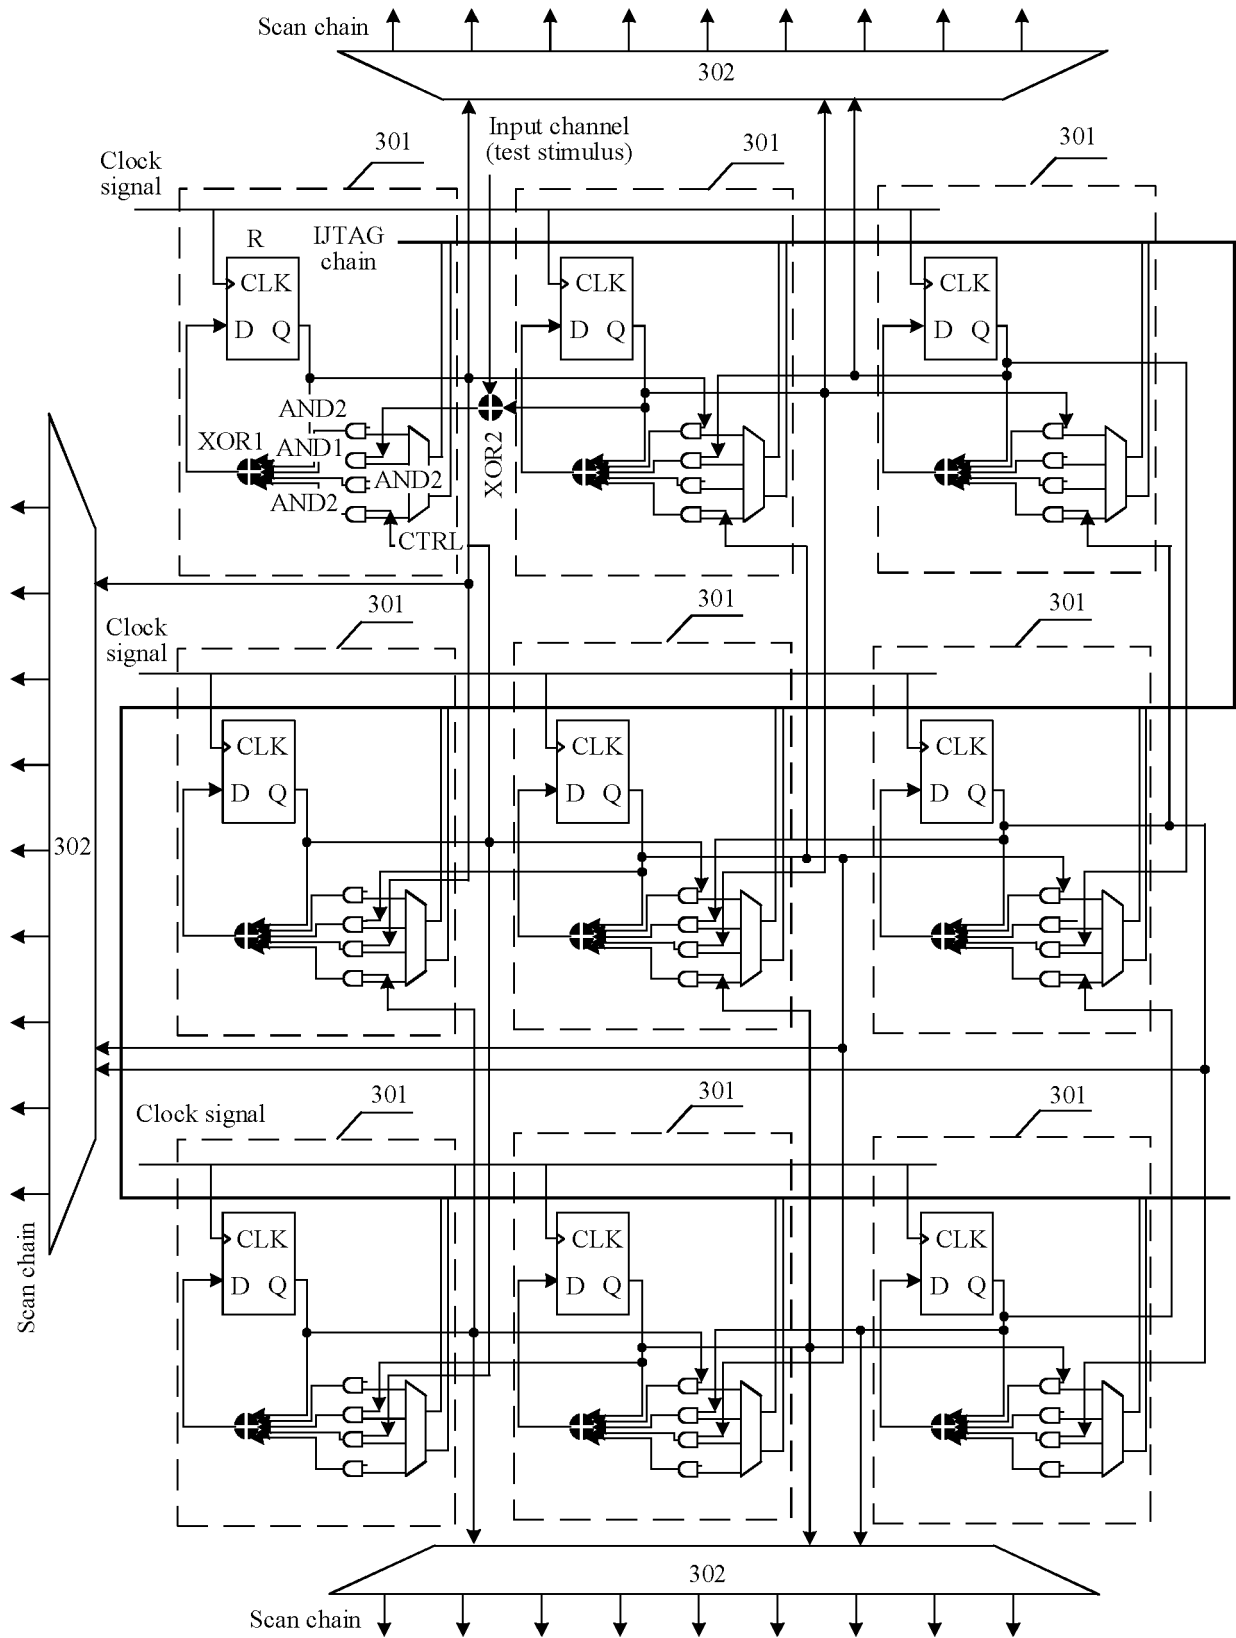 Scan chain
302
Input channel
(test stimulus)
301
301
301
Clock
signal
R
IJTAG
chain
CLK
D Q
CLK
D Q
CLK
D Q
AND2
XOR1
AND1
AND2
AND2
XOR2
CTRL
301
301
301
Clock
signal
CLK
D Q
CLK
D Q
CLK
D Q
302
301
301
301
Clock signal
CLK
D Q
CLK
D Q
CLK
D Q
Scan chain
302
Scan chain